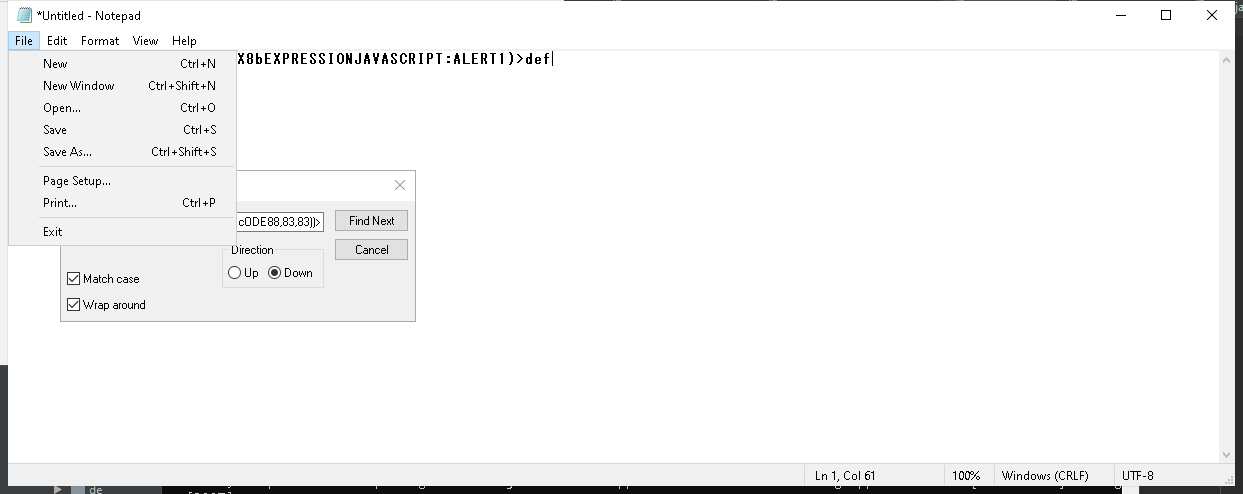 *Untitled - Notepad
File Edit Format View Help
X8bEXPRESSIONJAVASCRIPT:ALERT1)>def
New Ctrl+N
New Window Ctrl+Shift+N
Open... Ctrl+O
Save Ctrl+S
Save As... Ctrl+Shift+S
Page Setup...
Print... Ctrl+P
Exit
cODE88,83,83))>
Find Next
Cancel
Direction
Up Down
Match case
Wrap around
Ln 1, Col 61 100% Windows (CRLF) UTF-8
de